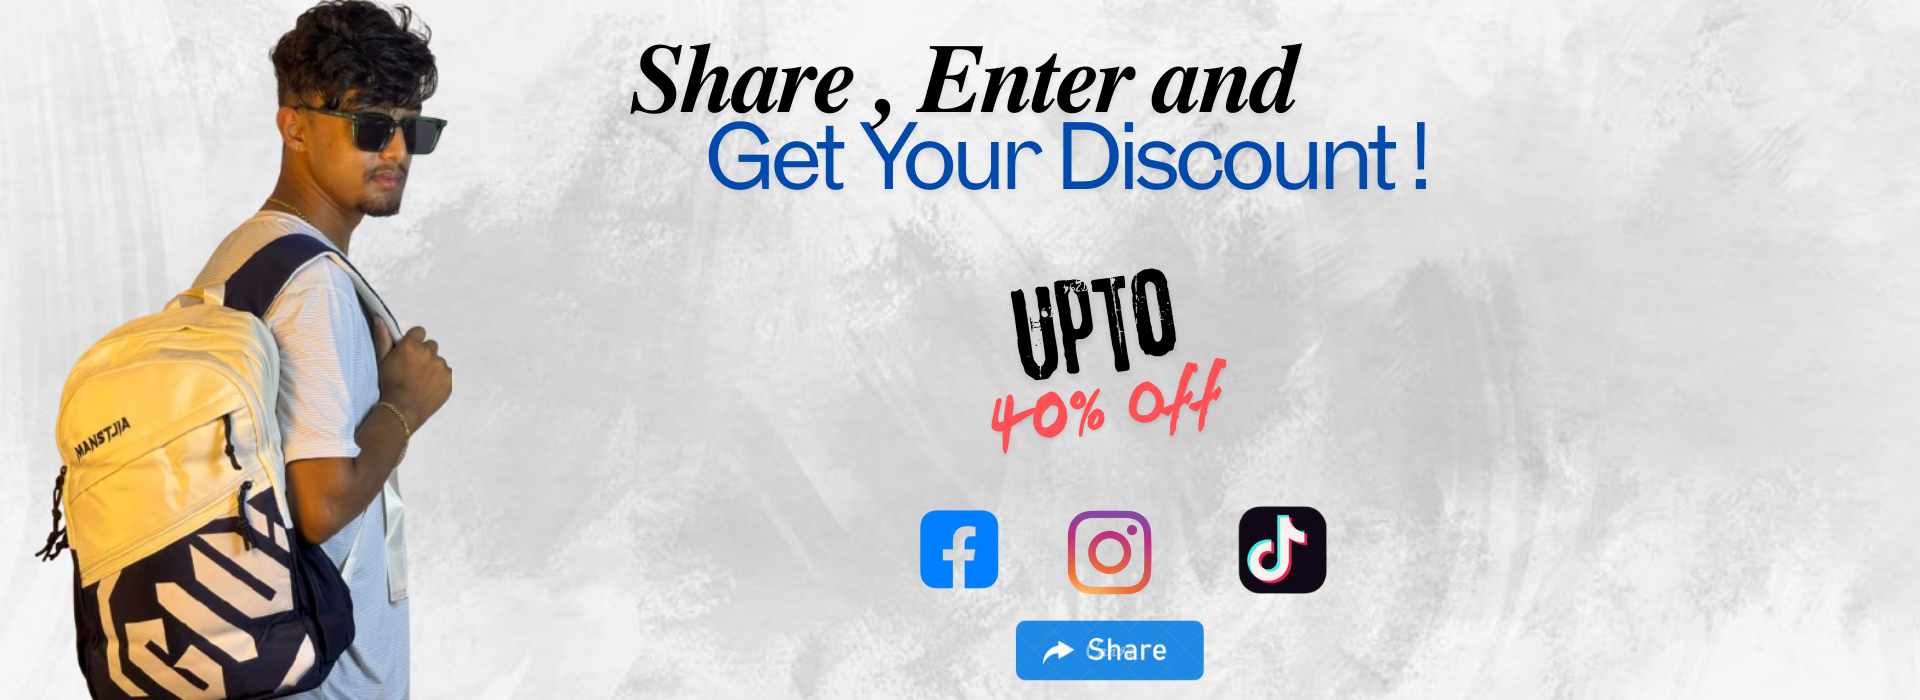 Share , Enter and
Get Your Discount !
UPTO
40% Off
MANSTJIA
Share